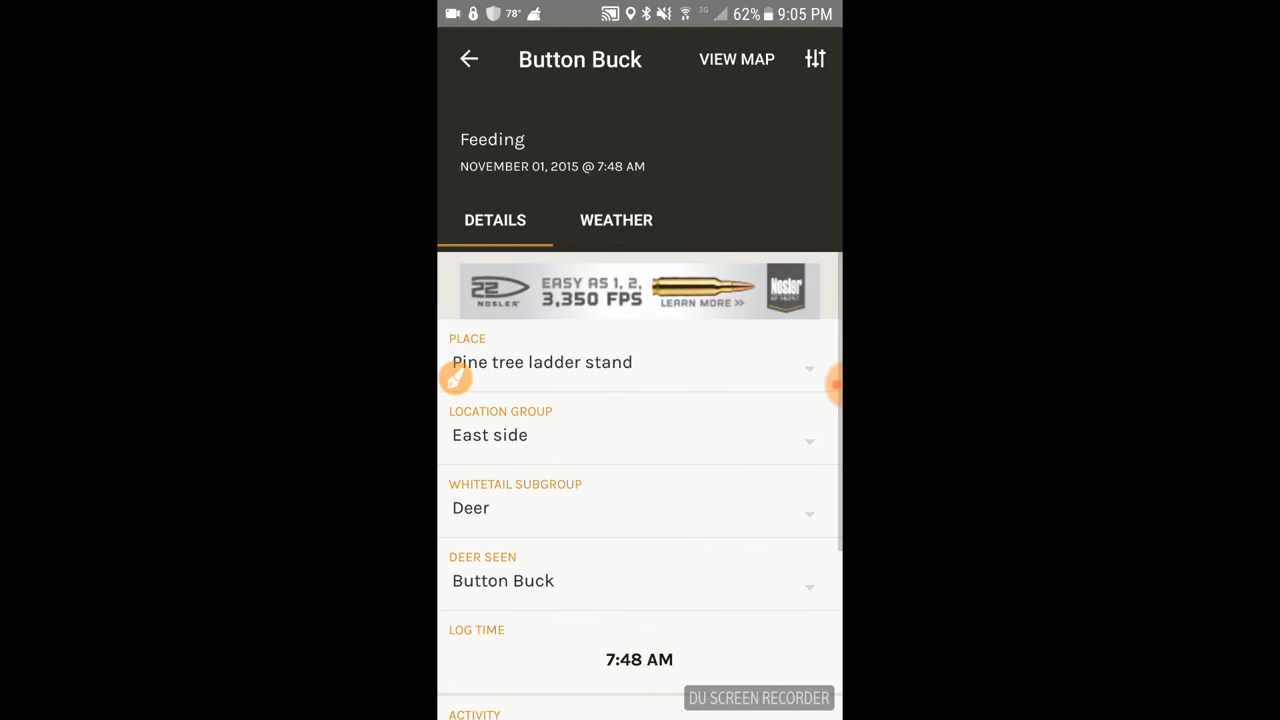 78° 3G 62% 9:05 PM
Button Buck VIEW MAP
Feeding
NOVEMBER 01, 2015 @ 7:48 AM
DETAILS WEATHER
22 NOSLER EASY AS 1, 2, 3,350 FPS LEARN MORE >> Nosler
PLACE
Pine tree ladder stand
LOCATION GROUP
East side
WHITETAIL SUBGROUP
Deer
DEER SEEN
Button Buck
LOG TIME
7:48 AM
DU SCREEN RECORDER
ACTIVITY